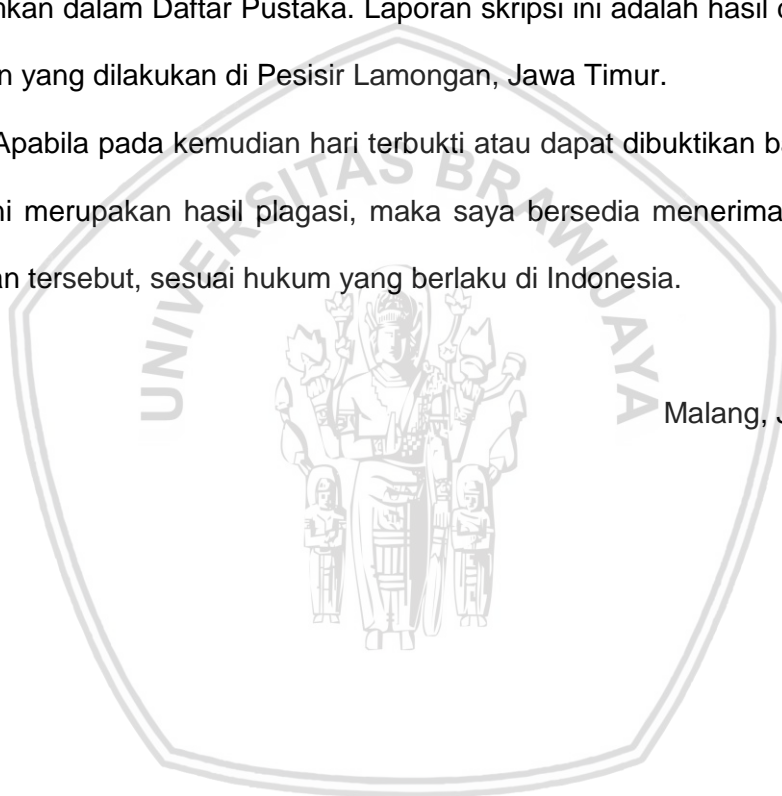 nkan dalam Daftar Pustaka. Laporan skripsi ini adalah hasil d
n yang dilakukan di Pesisir Lamongan, Jawa Timur.
Apabila pada kemudian hari terbukti atau dapat dibuktikan ba
ni merupakan hasil plagasi, maka saya bersedia menerima
an tersebut, sesuai hukum yang berlaku di Indonesia.
UNIVERSITAS BRAWIJAYA
Malang, J